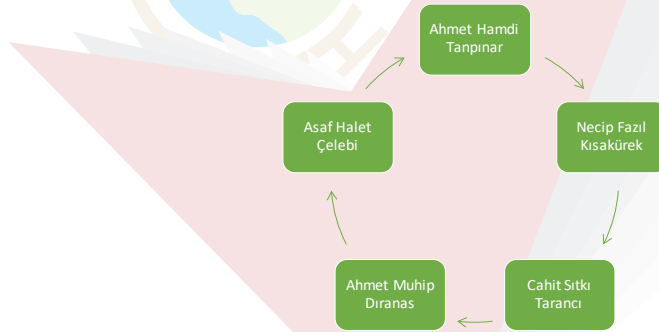 Ahmet Hamdi
Tanpınar
Necip Fazıl
Kısakürek
Cahit Sıtkı
Tarancı
Ahmet Muhip
Dıranas
Asaf Halet
Çelebi